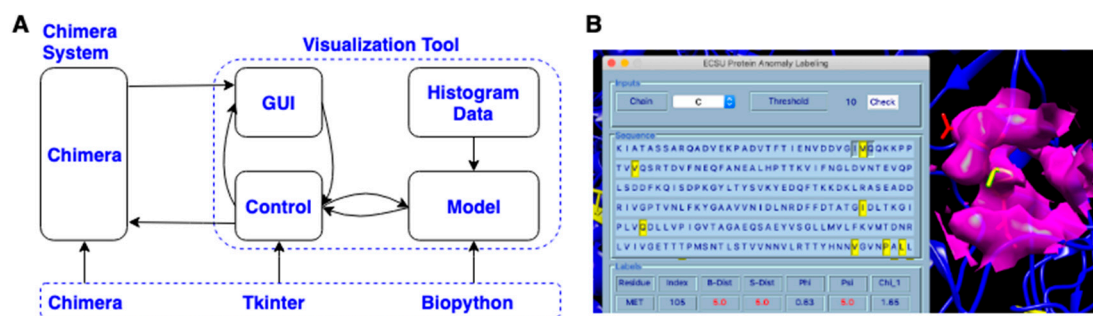 A
Chimera
System
Visualization Tool
Chimera
GUI
Histogram
Data
Control
Model
Chimera
Tkinter
Biopython
B
ECSU Protein Anomaly Labeling
Inputs
Chain
C
Threshold
10
Check
Sequence
KIATASSARQADVEKPADVTFTIENVDDVGIMQQKKPP
TVVQSRTDVFNEQFANEALHPTTKVIFNGLDVNTEVQP
LSDDFKQISDPKGYLTYSVKYEDQFTKKDKLRASEADD
RIVGPTVNLFKYGAAVVNIDLNRDFFDTATGIDLTKGI
PLVQDLLVPIGVTAGAEQSAEYVSGLLMVLFKVMTDNR
LVIVGETTTPMSNTLSTVVNNVLRTTYHNNVGVNPALL
Labels
Residue
Index
B-Dist
S-Dist
Phi
Psi
Chi_1
MET
105
5.0
5.0
0.63
5.0
1.65